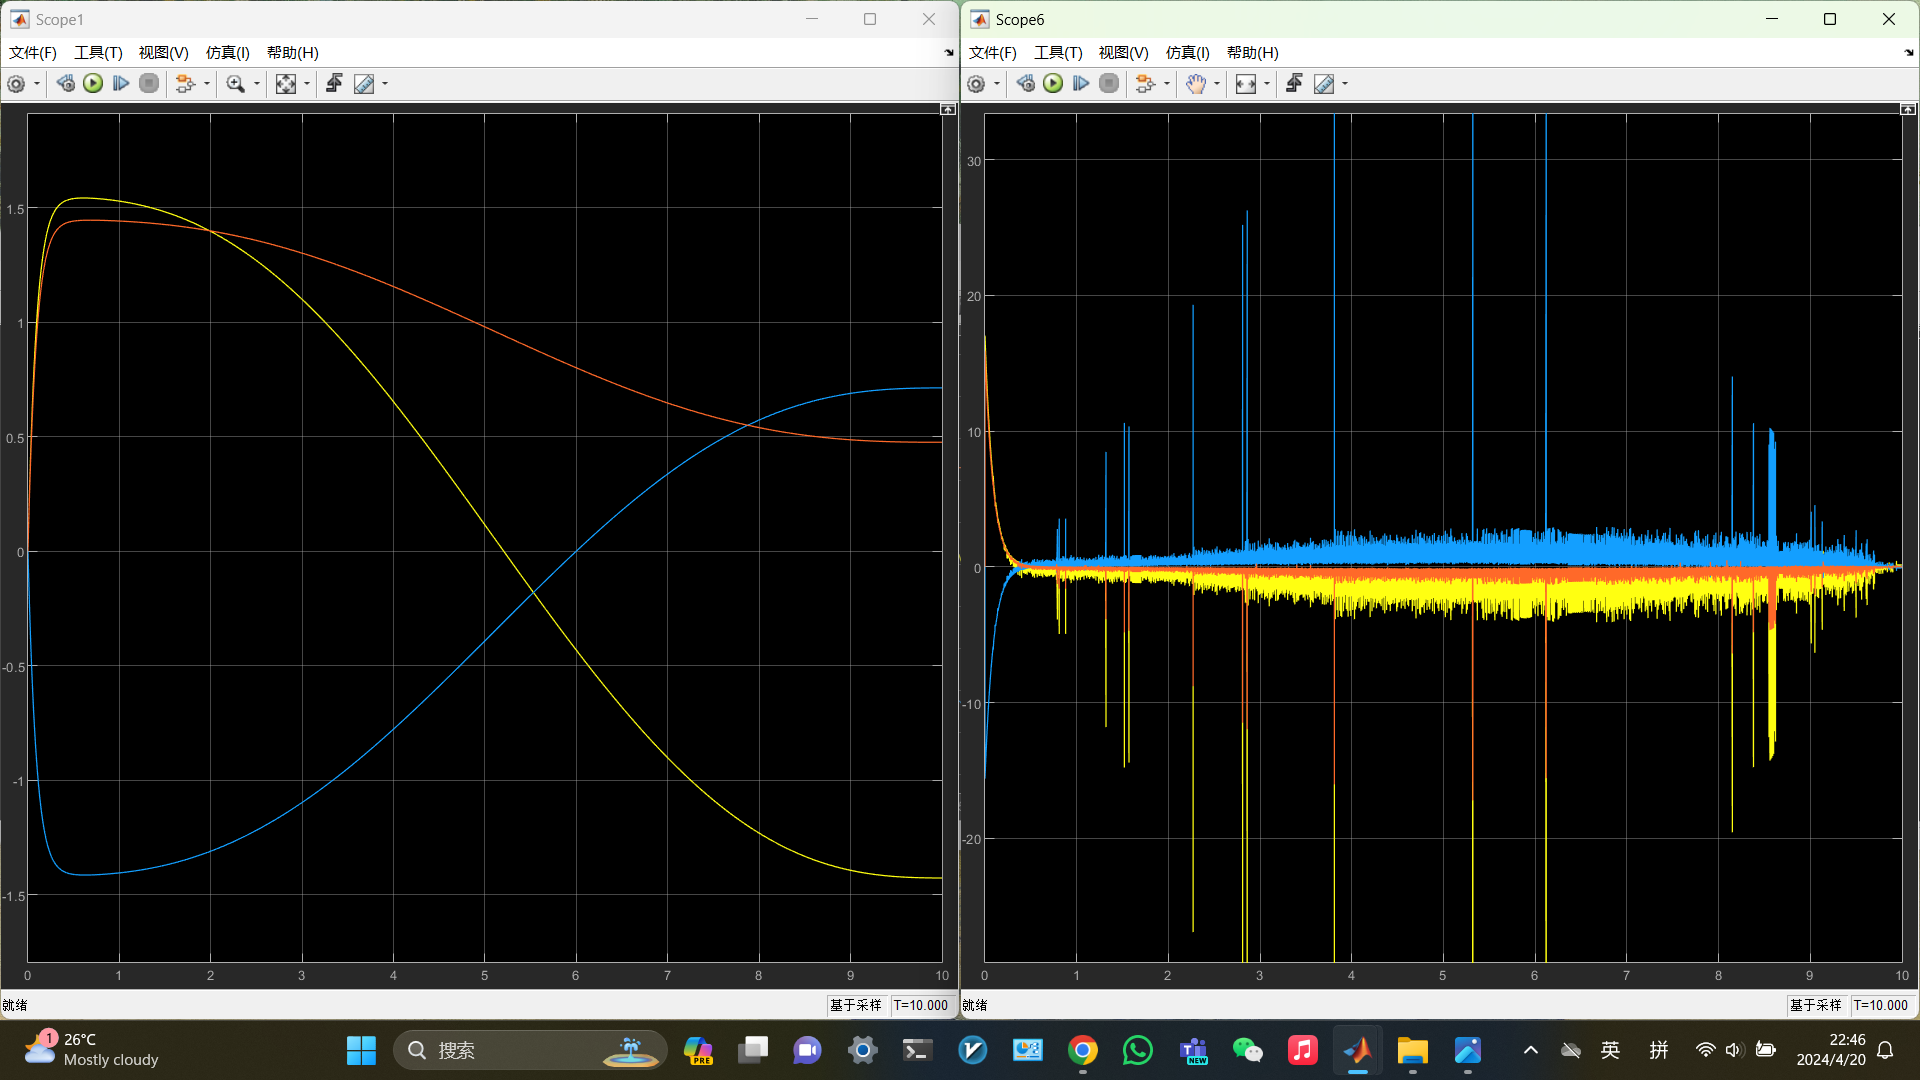 Scope1
文件(F) 工具(T) 视图(V) 仿真(I) 帮助(H)
1.5
1
0.5
0
-0.5
-1
-1.5
0 1 2 3 4 5 6 7 8 9 10
就绪 基于采样 T=10.000
Scope6
文件(F) 工具(T) 视图(V) 仿真(I) 帮助(H)
30
20
10
0
-10
-20
0 1 2 3 4 5 6 7 8 9 10
就绪 基于采样 T=10.000
1
26°C
Mostly cloudy
搜索
PRE
NEW
英
拼
22:46
2024/4/20